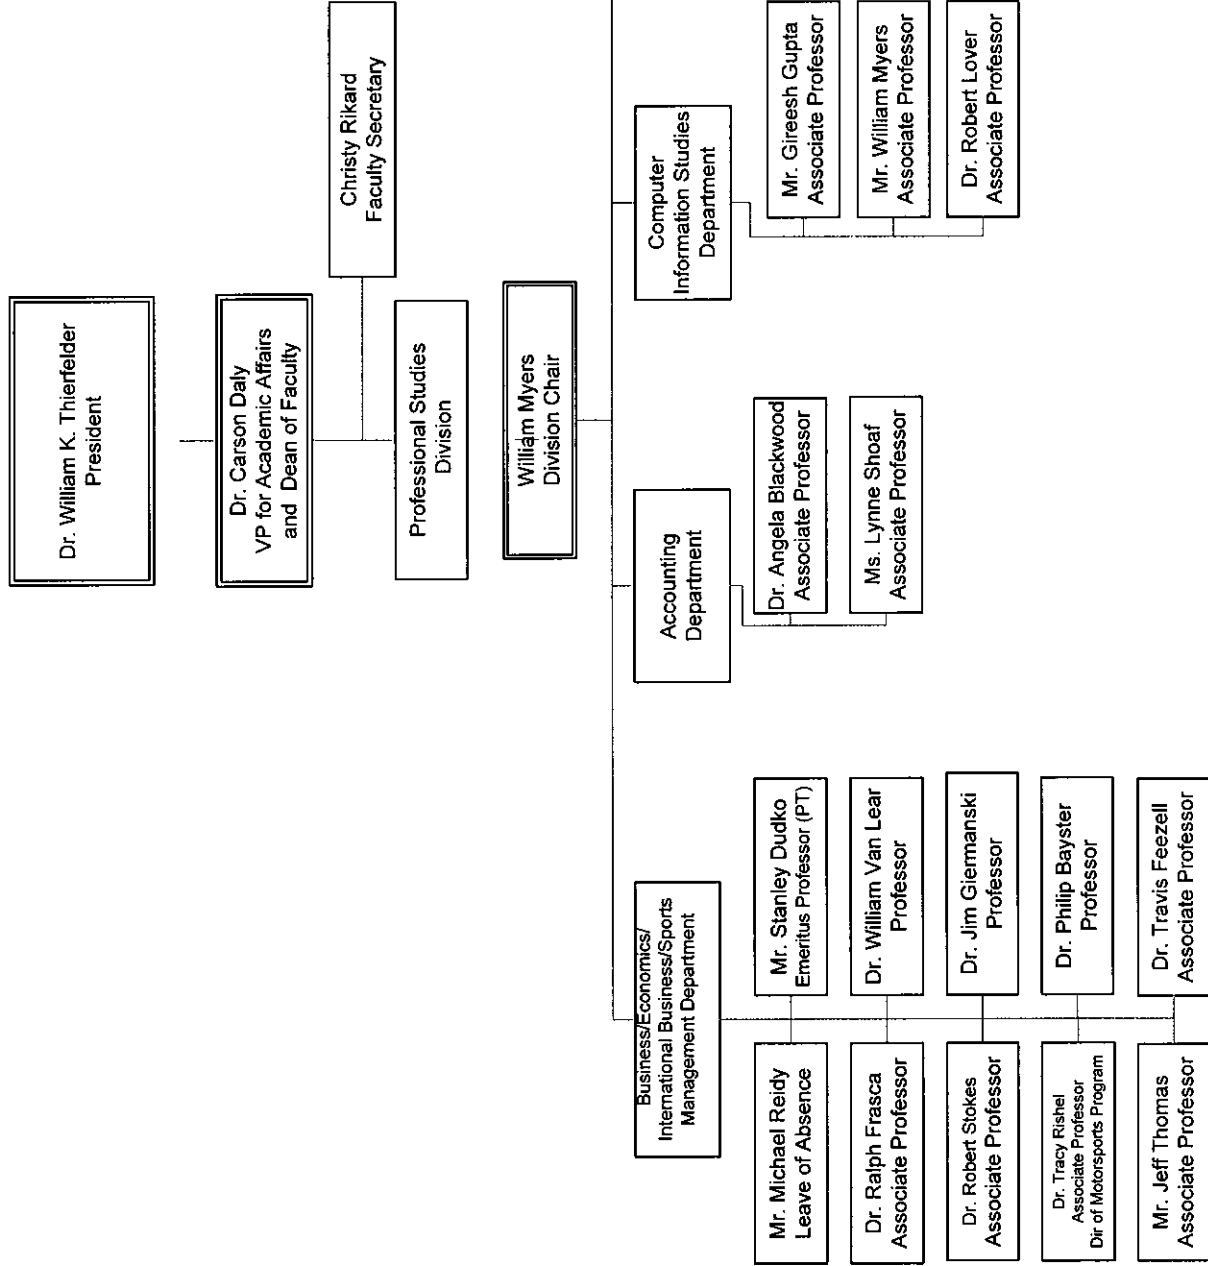 Dr. William K. Thierfelder
President
Dr. Carson Daly
VP for Academic Affairs
and Dean of Faculty
Christy Rikard
Faculty Secretary
Professional Studies
Division
William Myers
Division Chair
Business/Economics/
International Business/Sports
Management Department
Accounting
Department
Computer
Information Studies
Department
Mr. Michael Reidy
Leave of Absence
Mr. Stanley Dudko
Emeritus Professor (PT)
Dr. Ralph Frasca
Associate Professor
Dr. William Van Lear
Professor
Dr. Robert Stokes
Associate Professor
Dr. Jim Giermanski
Professor
Dr. Tracy Rishel
Associate Professor
Dir of Motorsports Program
Dr. Philip Bayster
Professor
Mr. Jeff Thomas
Associate Professor
Dr. Travis Feezell
Associate Professor
Dr. Angela Blackwood
Associate Professor
Ms. Lynne Shoaf
Associate Professor
Mr. Gireesh Gupta
Associate Professor
Mr. William Myers
Associate Professor
Dr. Robert Lover
Associate Professor